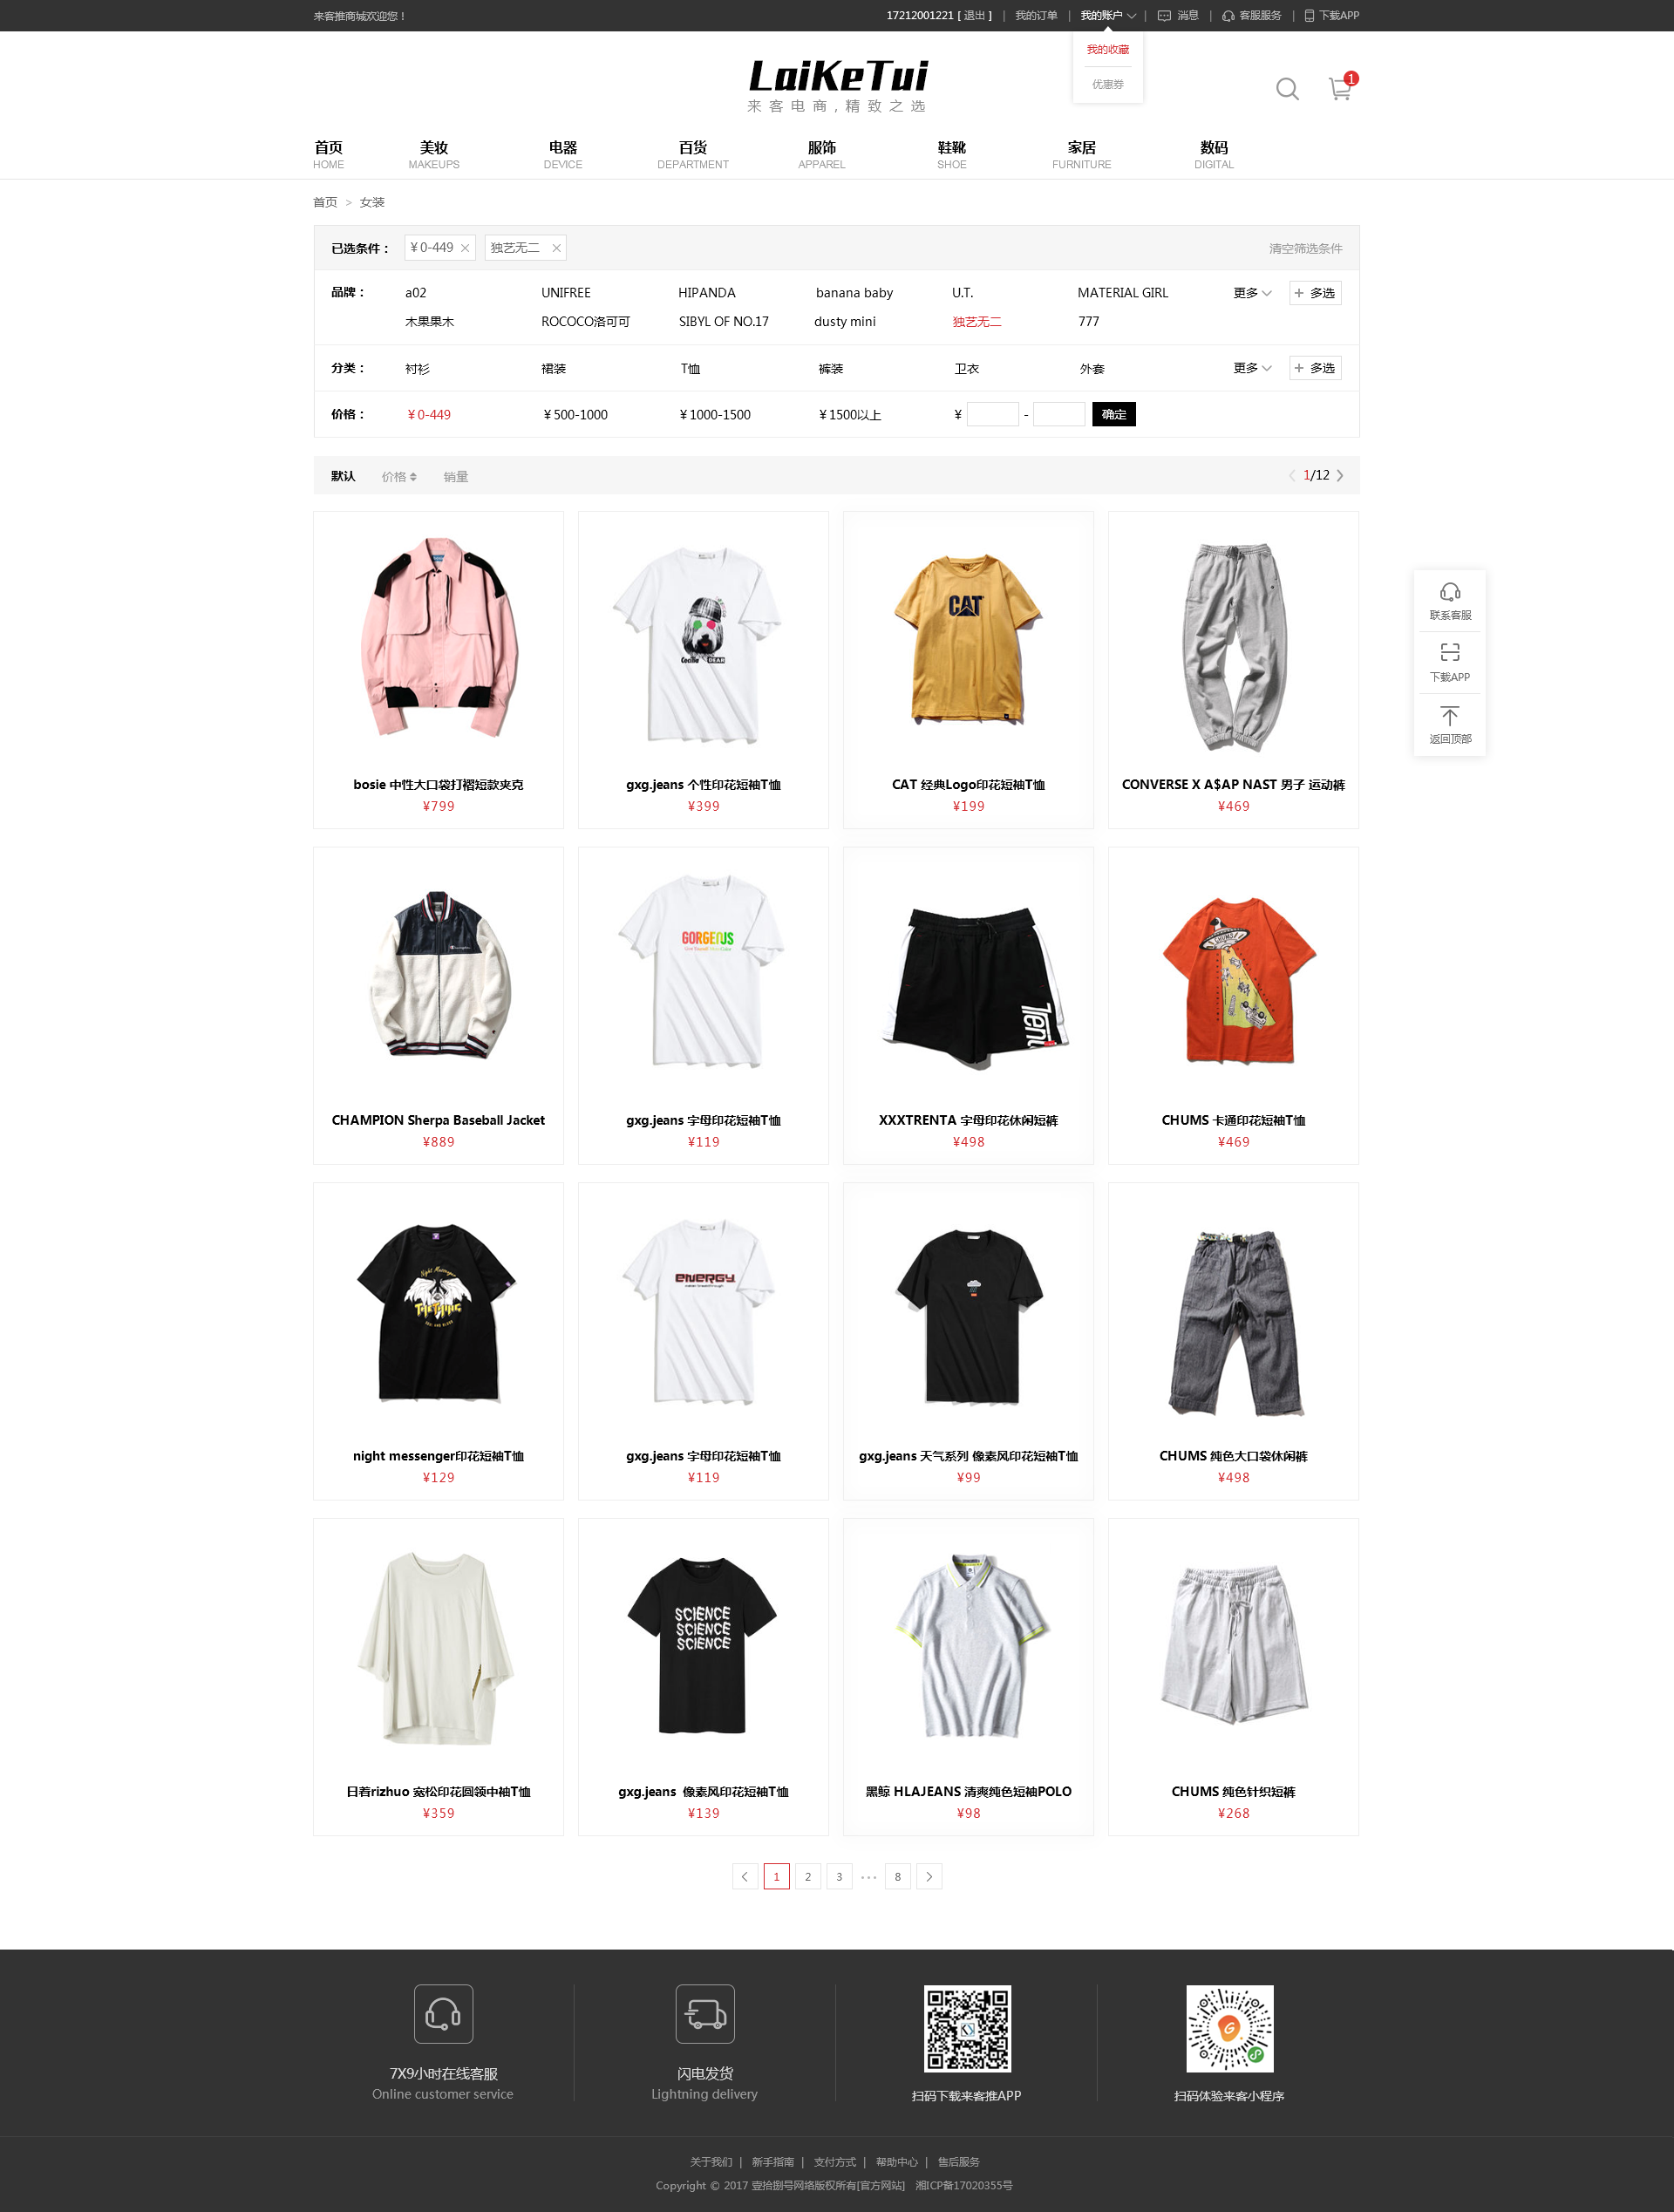 来客推商城欢迎您！
17212001221 [ 退出 ] | 我的订单 | 我的账户 | 消息 | 客服服务 | 下载APP
我的收藏
优惠券
LaiKeTui
来客电商,精致之选
1
首页 美妆 电器 百货 服饰 鞋靴 家居 数码
HOME MAKEUPS DEVICE DEPARTMENT APPAREL SHOE FURNITURE DIGITAL
首页 > 女装
已选条件： ¥0-449 独艺无二 清空筛选条件
品牌： a02 UNIFREE HIPANDA banana baby U.T. MATERIAL GIRL 更多 + 多选
木果果木 ROCOCO洛可可 SIBYL OF NO.17 dusty mini 独艺无二 777
分类： 衬衫 裙装 T恤 裤装 卫衣 外套 更多 + 多选
价格： ¥0-449 ¥500-1000 ¥1000-1500 ¥1500以上 ¥ - 确定
默认 价格 销量 1/12
CAT
Cecilie BEAR
联系客服
下载APP
返回顶部
bosie 中性大口袋打褶短款夹克 gxg.jeans 个性印花短袖T恤 CAT 经典Logo印花短袖T恤 CONVERSE X A$AP NAST 男子 运动裤
¥799 ¥399 ¥199 ¥469
GORGENJS
CHAMPION Sherpa Baseball Jacket gxg.jeans 字母印花短袖T恤 XXXTRENTA 字母印花休闲短裤 CHUMS 卡通印花短袖T恤
¥889 ¥119 ¥498 ¥469
Night Messenger
ENERGY
THE THING
night messenger印花短袖T恤 gxg.jeans 字母印花短袖T恤 gxg.jeans 天气系列 像素风印花短袖T恤 CHUMS 纯色大口袋休闲裤
¥129 ¥119 ¥99 ¥498
SCIENCE
SCIENCE
SCIENCE
日着rizhuo 宽松印花圆领中袖T恤 gxg.jeans 像素风印花短袖T恤 黑鲸 HLAJEANS 清爽纯色短袖POLO CHUMS 纯色针织短裤
¥359 ¥139 ¥98 ¥268
1 2 3 ··· 8
7X9小时在线客服 闪电发货
Online customer service Lightning delivery 扫码下载来客推APP 扫码体验来客小程序
关于我们 | 新手指南 | 支付方式 | 帮助中心 | 售后服务
Copyright © 2017 壹拾捌号网络版权所有[官方网站] 湘ICP备17020355号